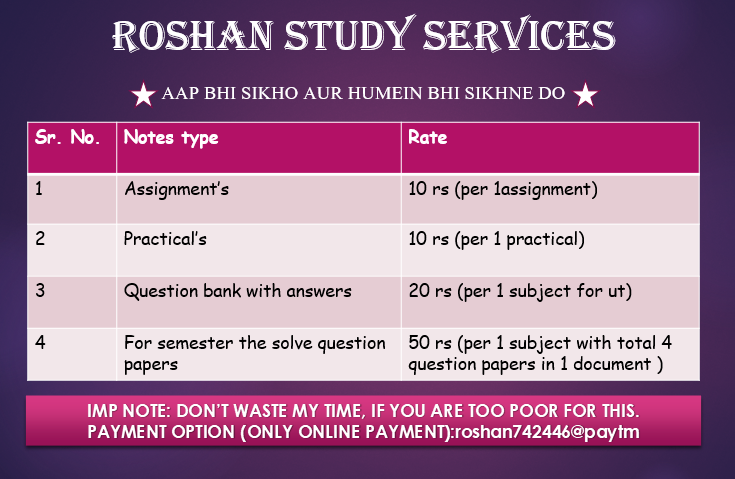 ROSHAN STUDY SERVICES
AAP BHI SIKHO AUR HUMEIN BHI SIKHNE DO
Sr. No. Notes type Rate
1 Assignment's 10 rs (per 1assignment)
2 Practical's 10 rs (per 1 practical)
3 Question bank with answers 20 rs (per 1 subject for ut)
4 For semester the solve question papers 50 rs (per 1 subject with total 4 question papers in 1 document )
IMP NOTE: DON'T WASTE MY TIME, IF YOU ARE TOO POOR FOR THIS.
PAYMENT OPTION (ONLY ONLINE PAYMENT):roshan742446@paytm